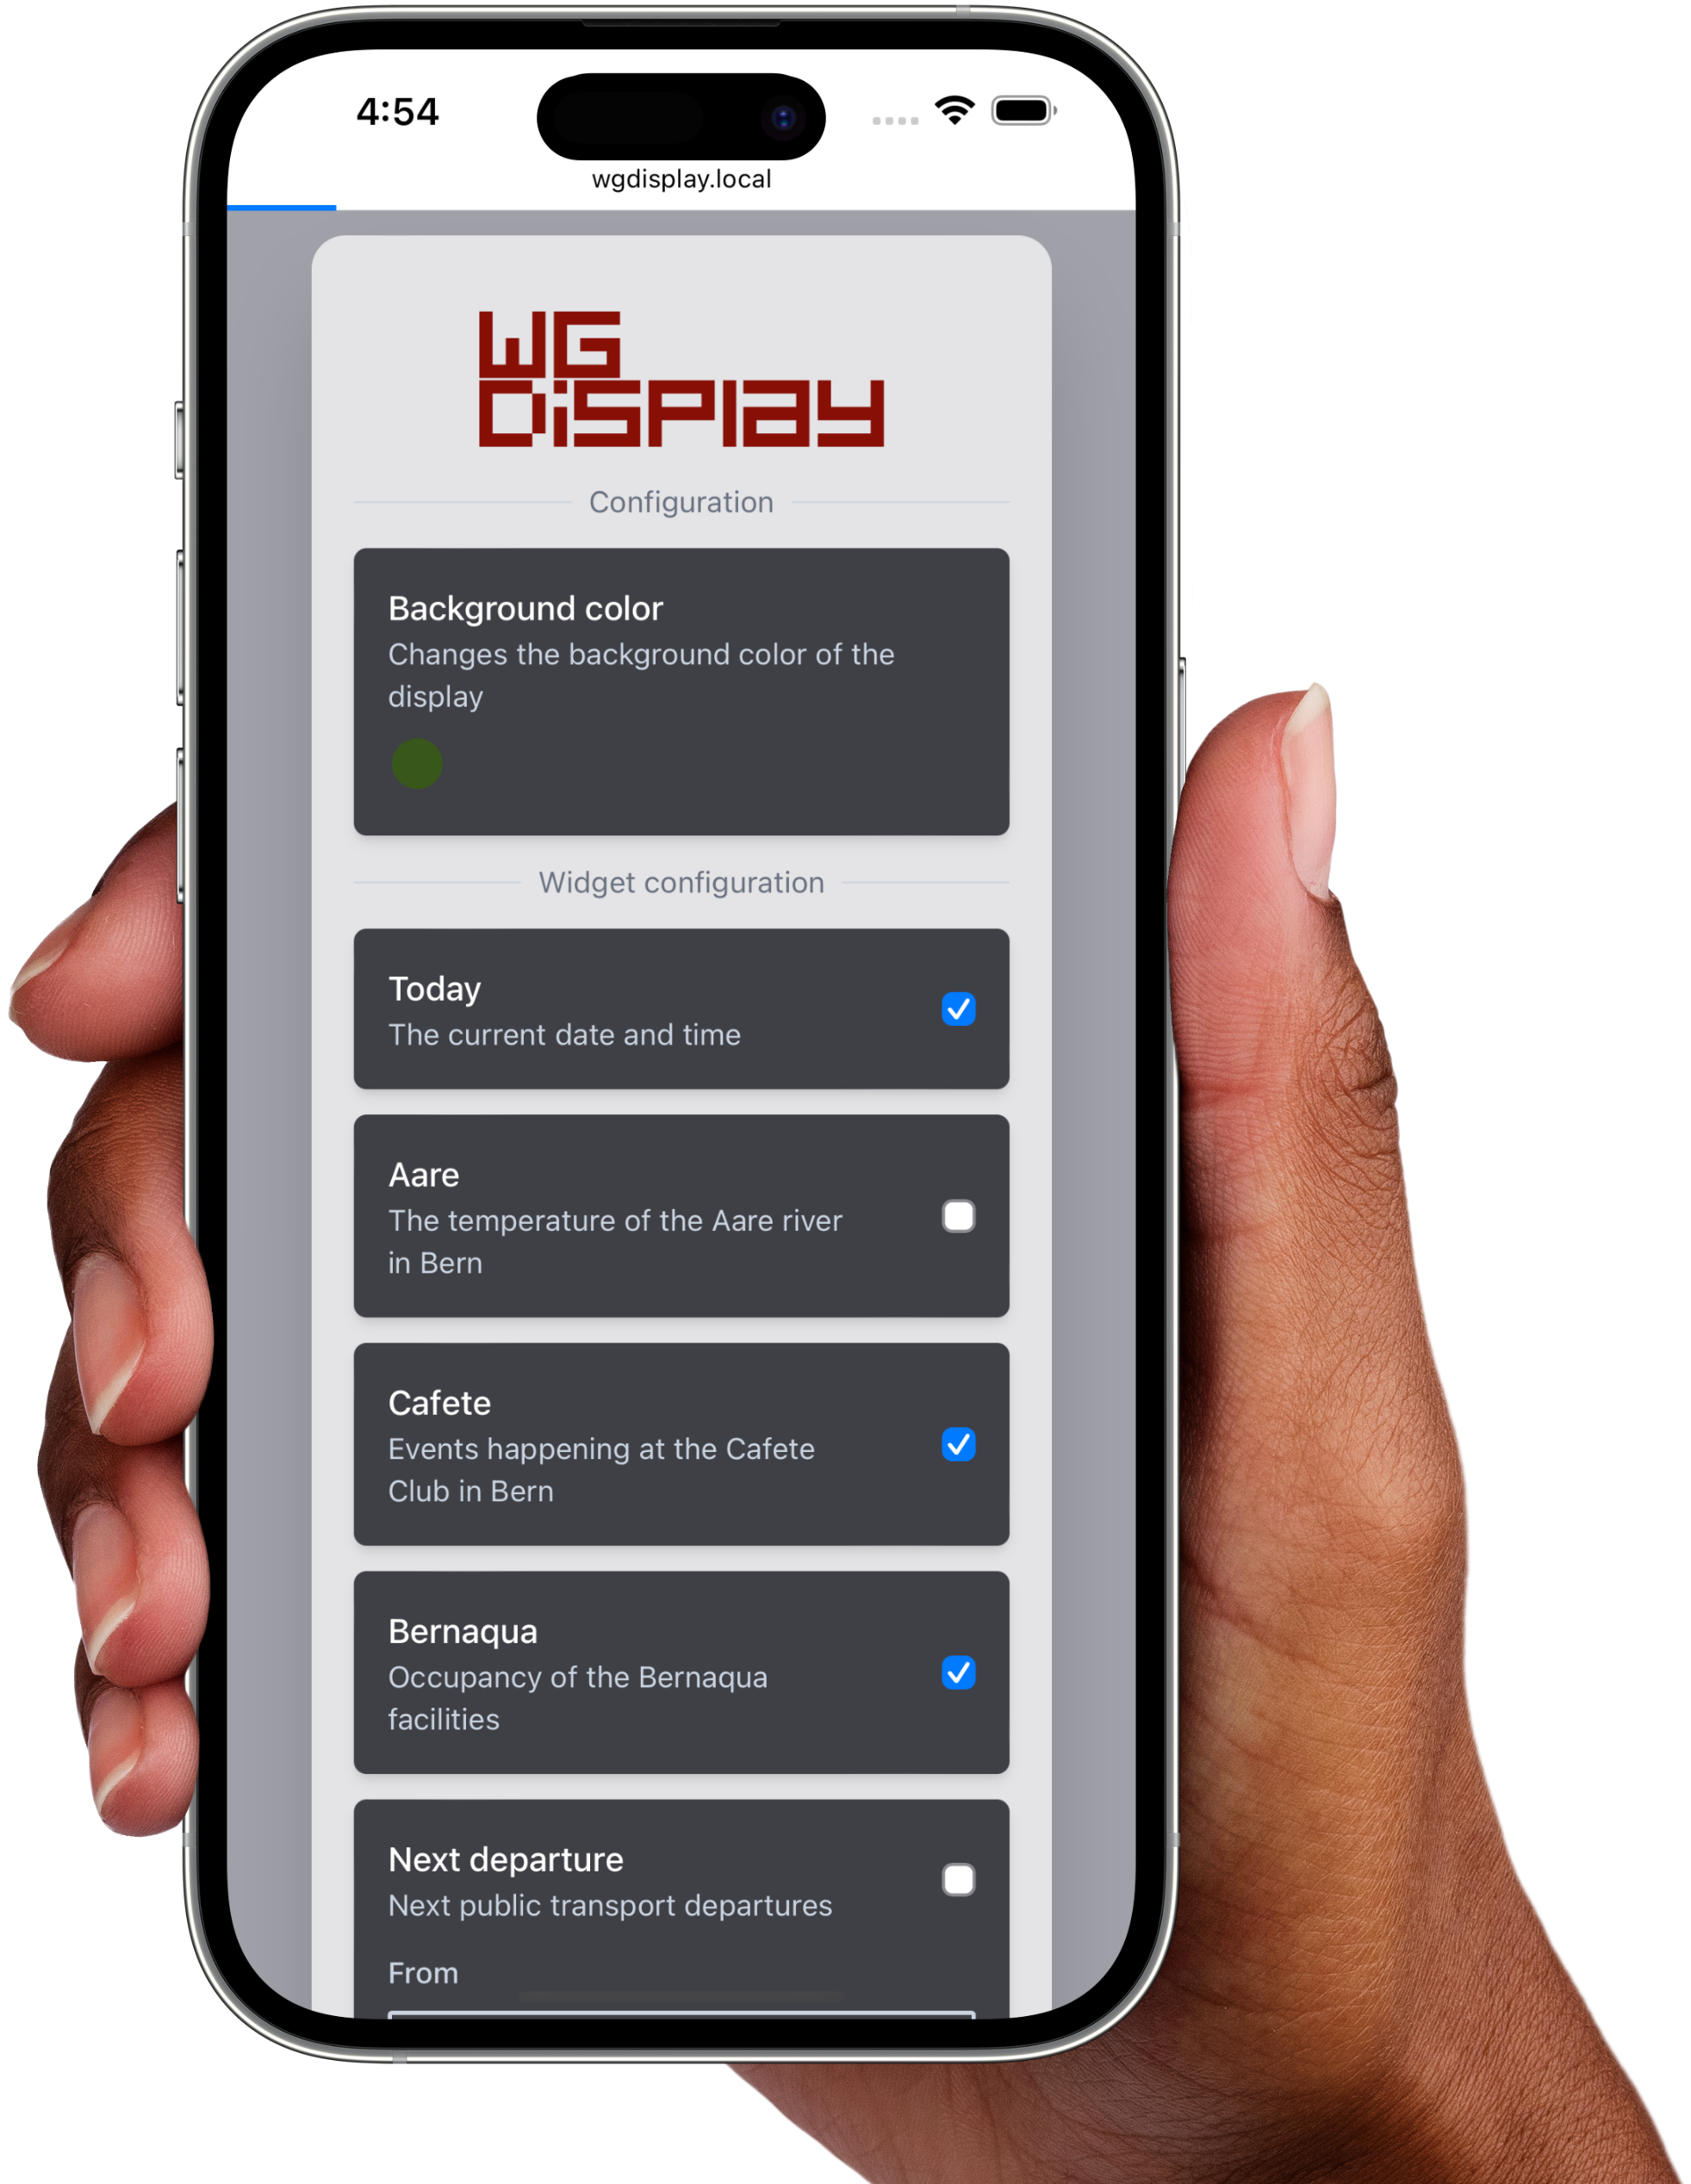 4:54
wgdisplay.local
WG
Display
Configuration
Background color
Changes the background color of the
display
Widget configuration
Today
The current date and time
Aare
The temperature of the Aare river
in Bern
Cafete
Events happening at the Cafete
Club in Bern
Bernaqua
Occupancy of the Bernaqua
facilities
Next departure
Next public transport departures
From